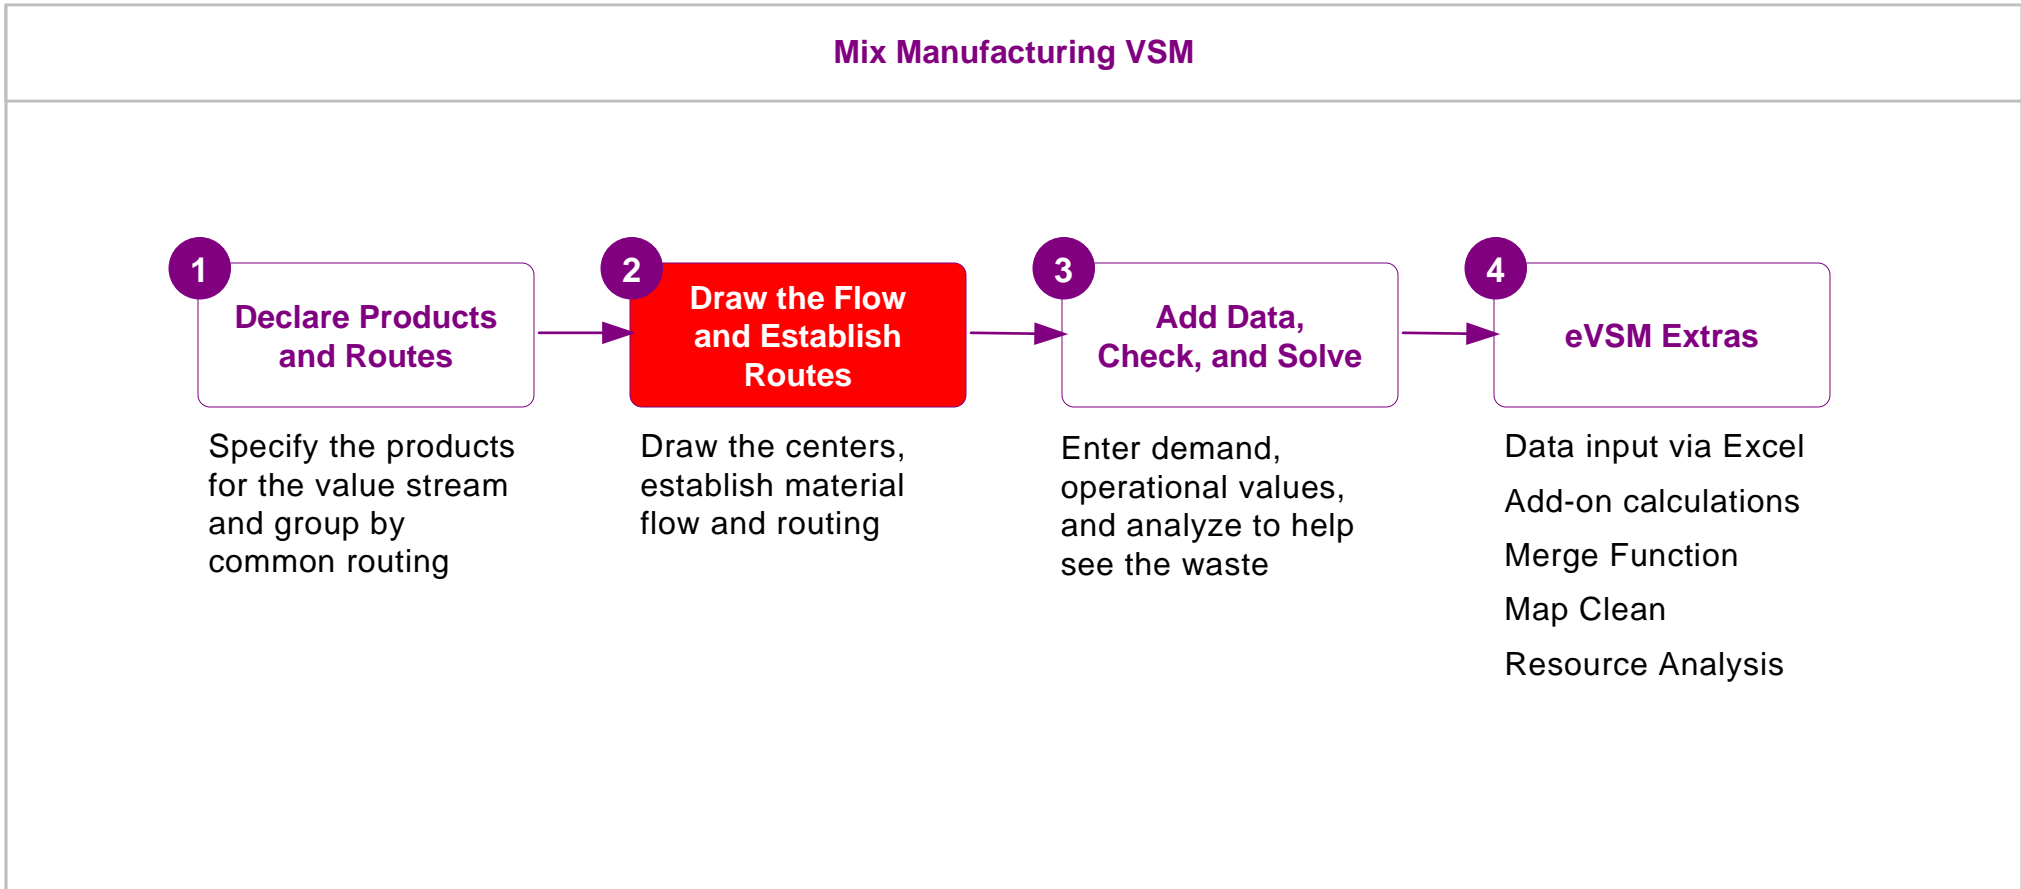 Mix Manufacturing VSM
1
Declare Products
and Routes
Specify the products
for the value stream
and group by
common routing
2
Draw the Flow
and Establish
Routes
Draw the centers,
establish material
flow and routing
3
Add Data,
Check, and Solve
Enter demand,
operational values,
and analyze to help
see the waste
4
eVSM Extras
Data input via Excel
Add-on calculations
Merge Function
Map Clean
Resource Analysis